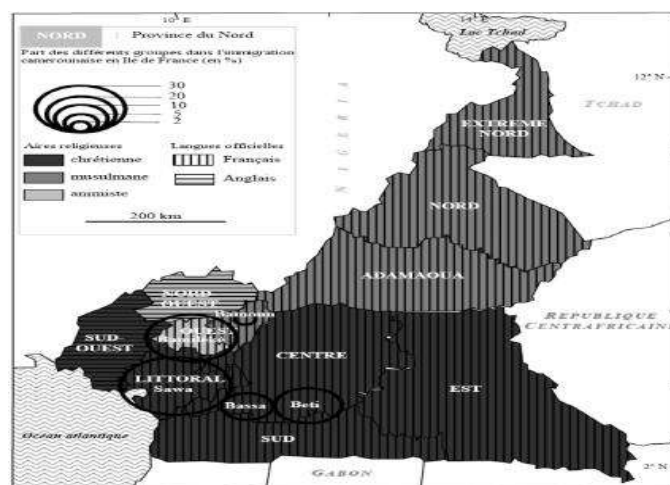 10° E
14° E
NORD : Province du Nord
Part des différents groupes dans l'immigration
camerounaise en Ile de France (en %)
30
20
10
5
2
Aires religieuses
Langues officielles
chrétienne
Français
musulmane
Anglais
animiste
200 km
Lac Tchad
12° N
TCHAD
NIGERIA
EXTREME
NORD
NORD
ADAMAOUA
NORD
OUEST
Bamoun
OUEST
Bamiléké
SUD-
OUEST
REPUBLIQUE
CENTRAFRICAINE
CENTRE
LITTORAL
Sawa
EST
Bassa
Beti
Océan atlantique
SUD
GABON
2° N